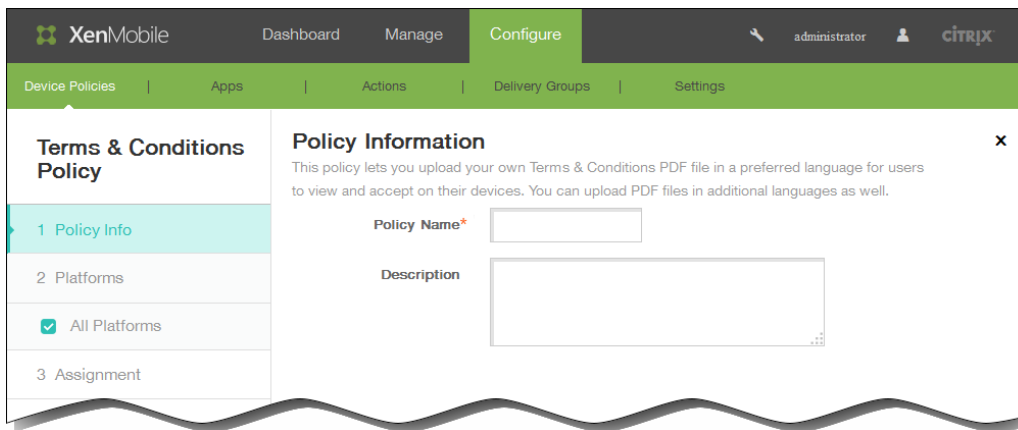 XenMobile Dashboard Manage Configure administrator CİTRIX
Device Policies | Apps | Actions | Delivery Groups | Settings
Terms & Conditions
Policy
1 Policy Info
2 Platforms
All Platforms
3 Assignment
Policy Information
x
This policy lets you upload your own Terms & Conditions PDF file in a preferred language for users
to view and accept on their devices. You can upload PDF files in additional languages as well.
Policy Name*
Description